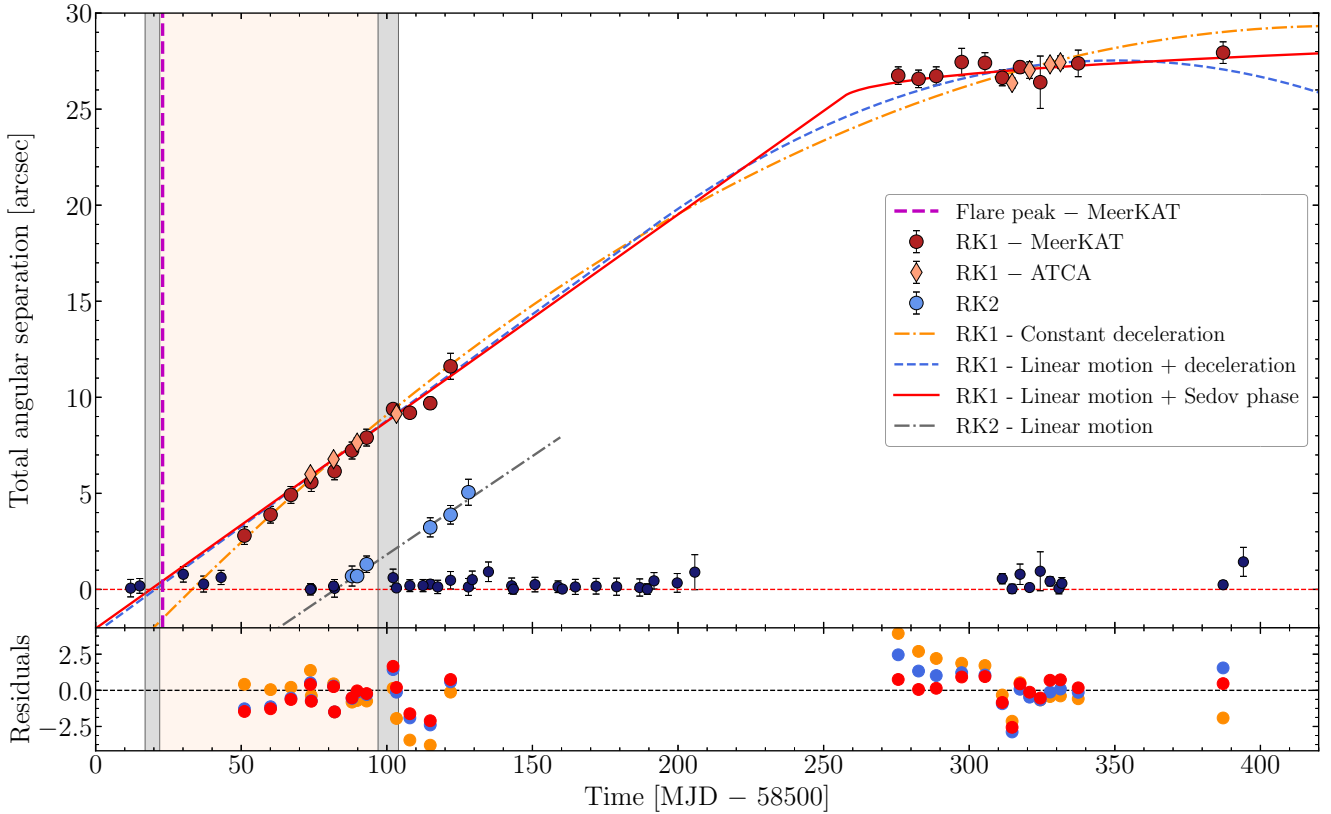 Total angular separation [arcsec]
30
25
20
15
10
5
0
Flare peak − MeerKAT
RK1 − MeerKAT
RK1 − ATCA
RK2
RK1 - Constant deceleration
RK1 - Linear motion + deceleration
RK1 - Linear motion + Sedov phase
RK2 - Linear motion
Residuals
2.5
0.0
−2.5
0 50 100 150 200 250 300 350 400
Time [MJD − 58500]